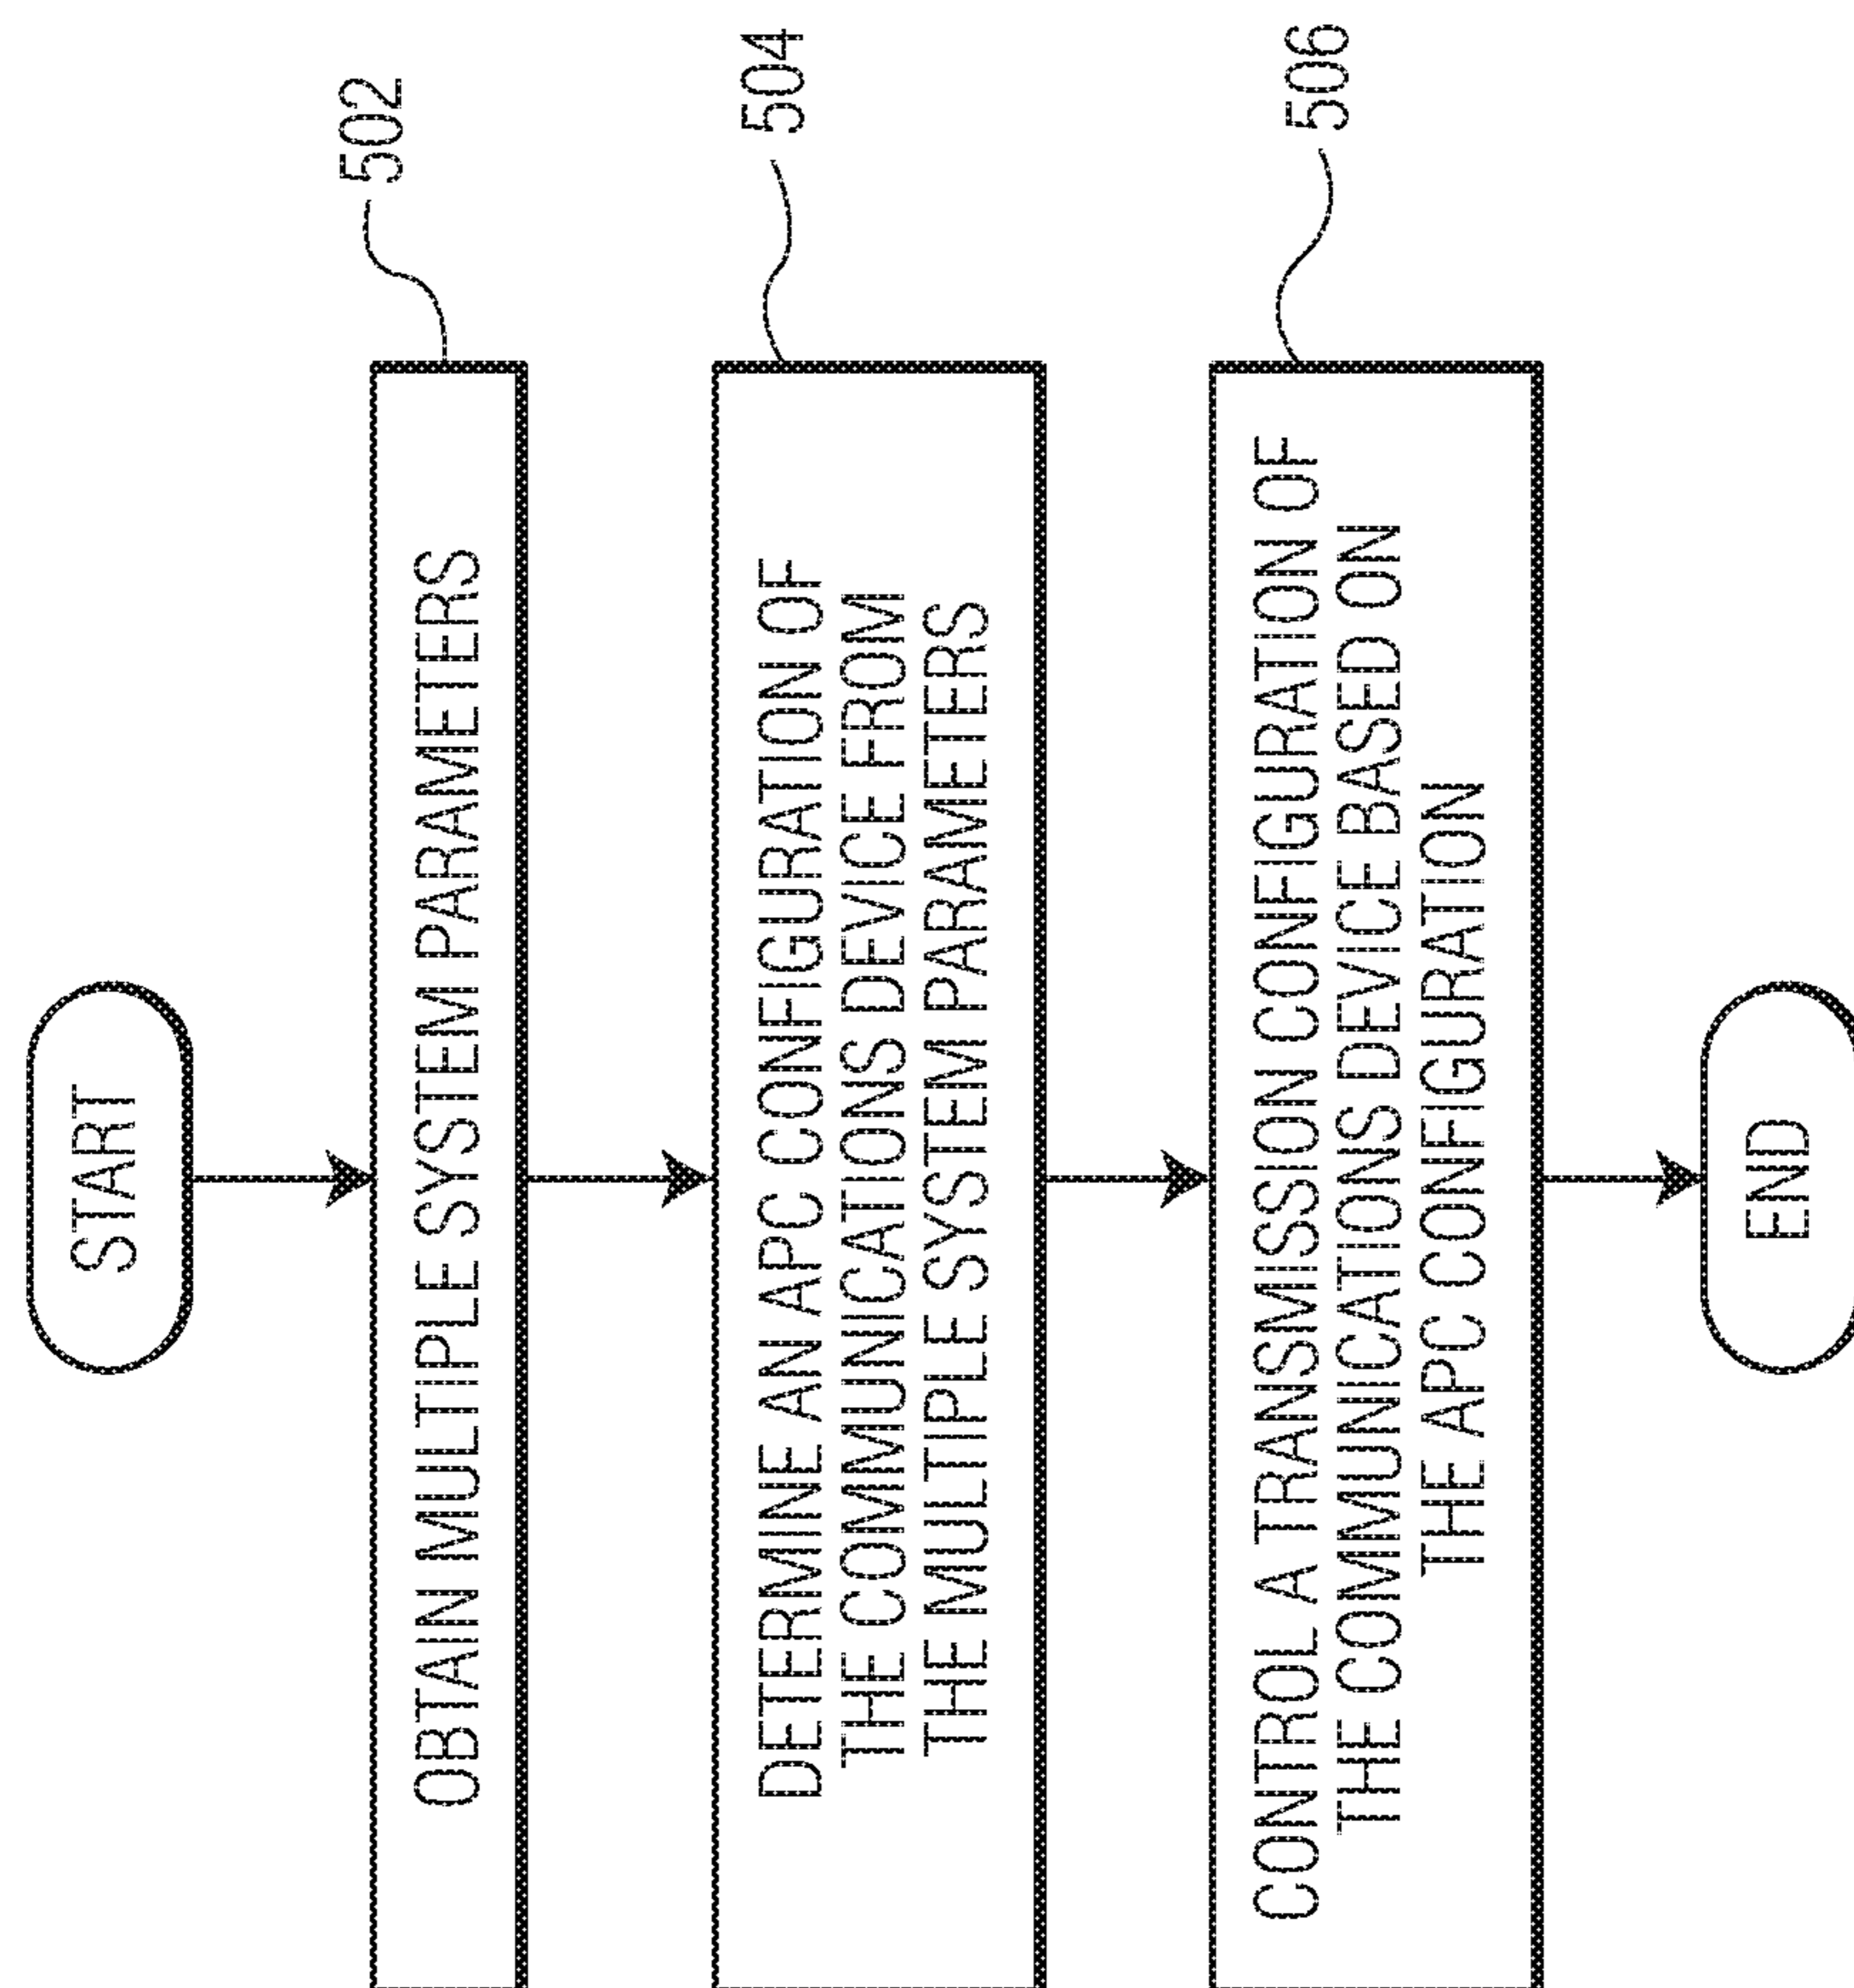 START
OBTAIN MULTIPLE SYSTEM PARAMETERS
502
DETERMINE AN APC CONFIGURATION OF
THE COMMUNICATIONS DEVICE FROM
THE MULTIPLE SYSTEM PARAMETERS
504
CONTROL A TRANSMISSION CONFIGURATION OF
THE COMMUNICATIONS DEVICE BASED ON
THE APC CONFIGURATION
506
END